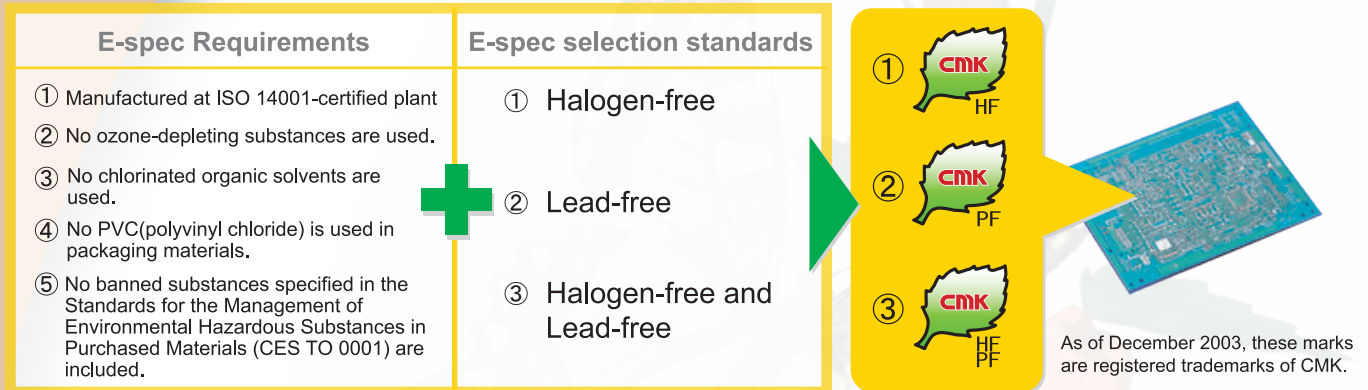 E-spec Requirements
① Manufactured at ISO 14001-certified plant
② No ozone-depleting substances are used.
③ No chlorinated organic solvents are
used.
④ No PVC(polyvinyl chloride) is used in
packaging materials.
⑤ No banned substances specified in the
Standards for the Management of
Environmental Hazardous Substances in
Purchased Materials (CES TO 0001) are
included.
E-spec selection standards
① Halogen-free
② Lead-free
③ Halogen-free and
Lead-free
① CMK
HF
② CMK
PF
③ CMK
HF
PF
As of December 2003, these marks
are registered trademarks of CMK.